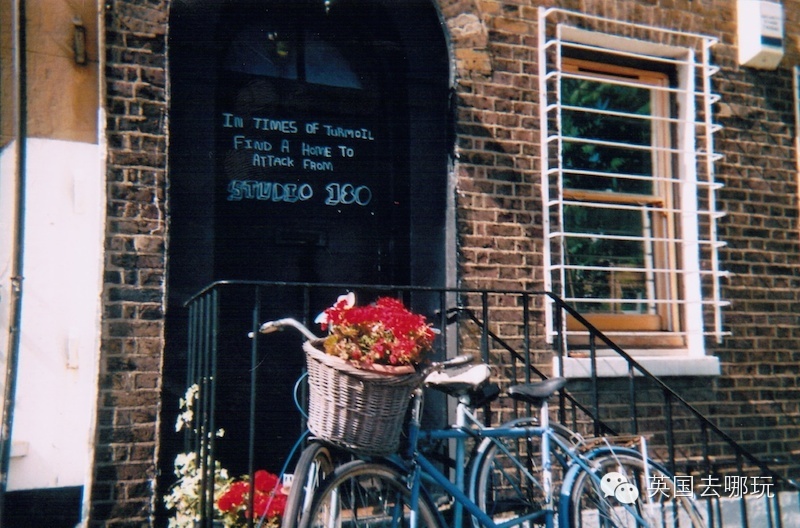 IN TIMES OF TURMOIL
FIND A HOME TO
ATTACK FROM
STUDIO 180
英国去哪玩